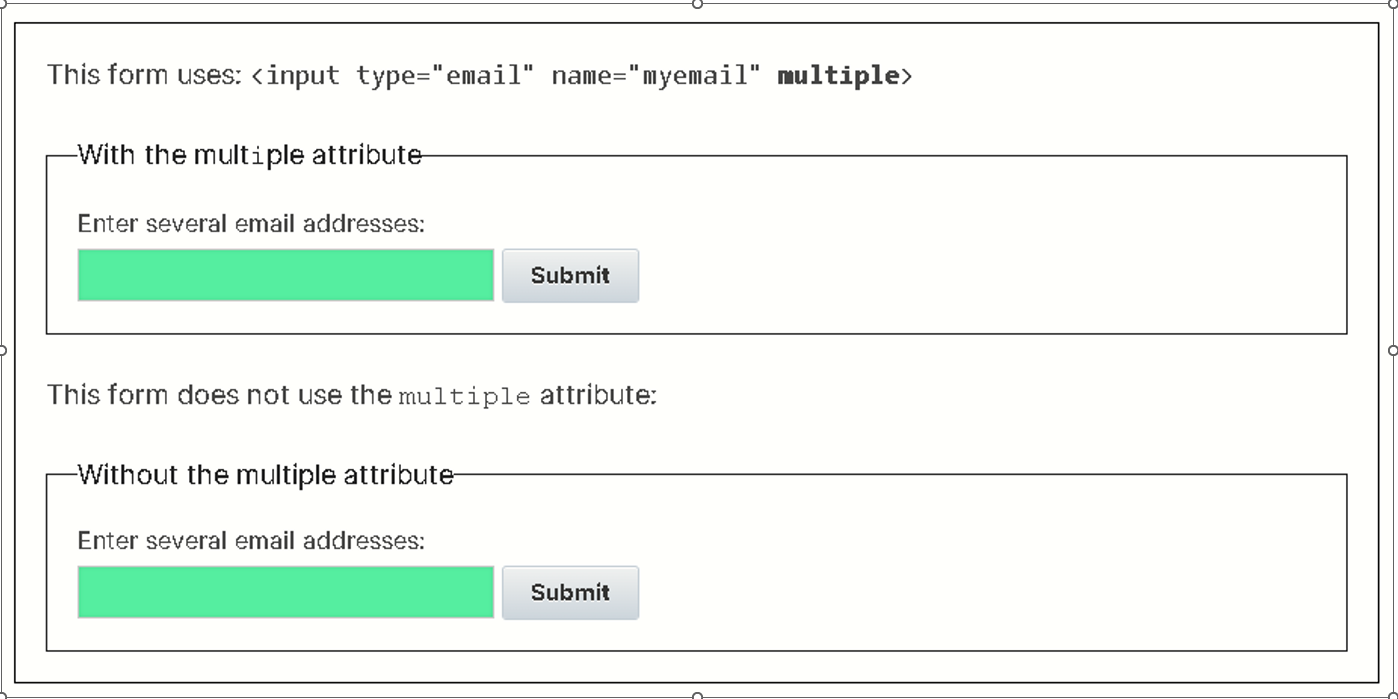 This form uses: <input type="email" name="myemail" multiple>
With the multiple attribute
Enter several email addresses:
Submit
This form does not use the multiple attribute:
Without the multiple attribute
Enter several email addresses:
Submit